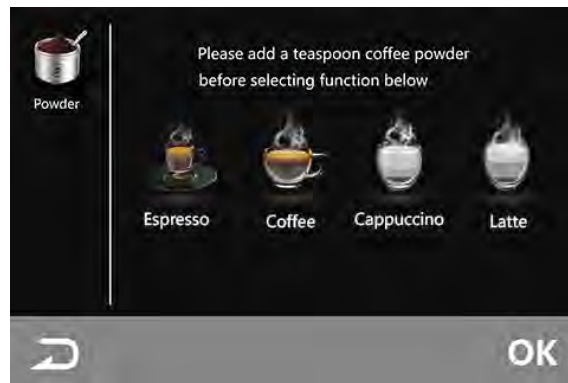 Please add a teaspoon coffee powder
before selecting function below
Powder
Espresso
Coffee
Cappuccino
Latte
OK